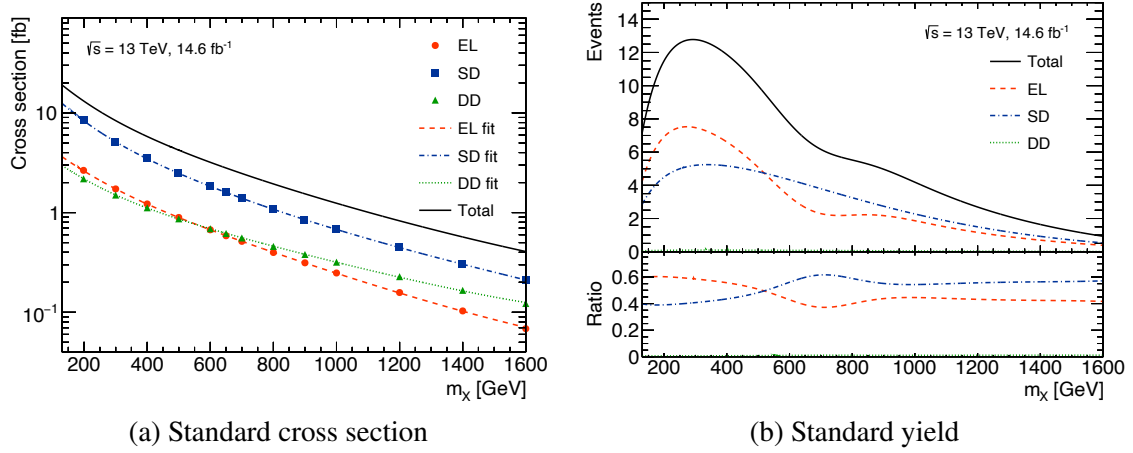 Cross section [fb]
10
1
10⁻¹
√s = 13 TeV, 14.6 fb⁻¹
EL
SD
DD
EL fit
SD fit
DD fit
Total
200 400 600 800 1000 1200 1400 1600
m_X [GeV]
(a) Standard cross section
Events
14
12
10
8
6
4
2
0
√s = 13 TeV, 14.6 fb⁻¹
Total
EL
SD
DD
Ratio
0.6
0.4
0.2
0
200 400 600 800 1000 1200 1400 1600
m_X [GeV]
(b) Standard yield